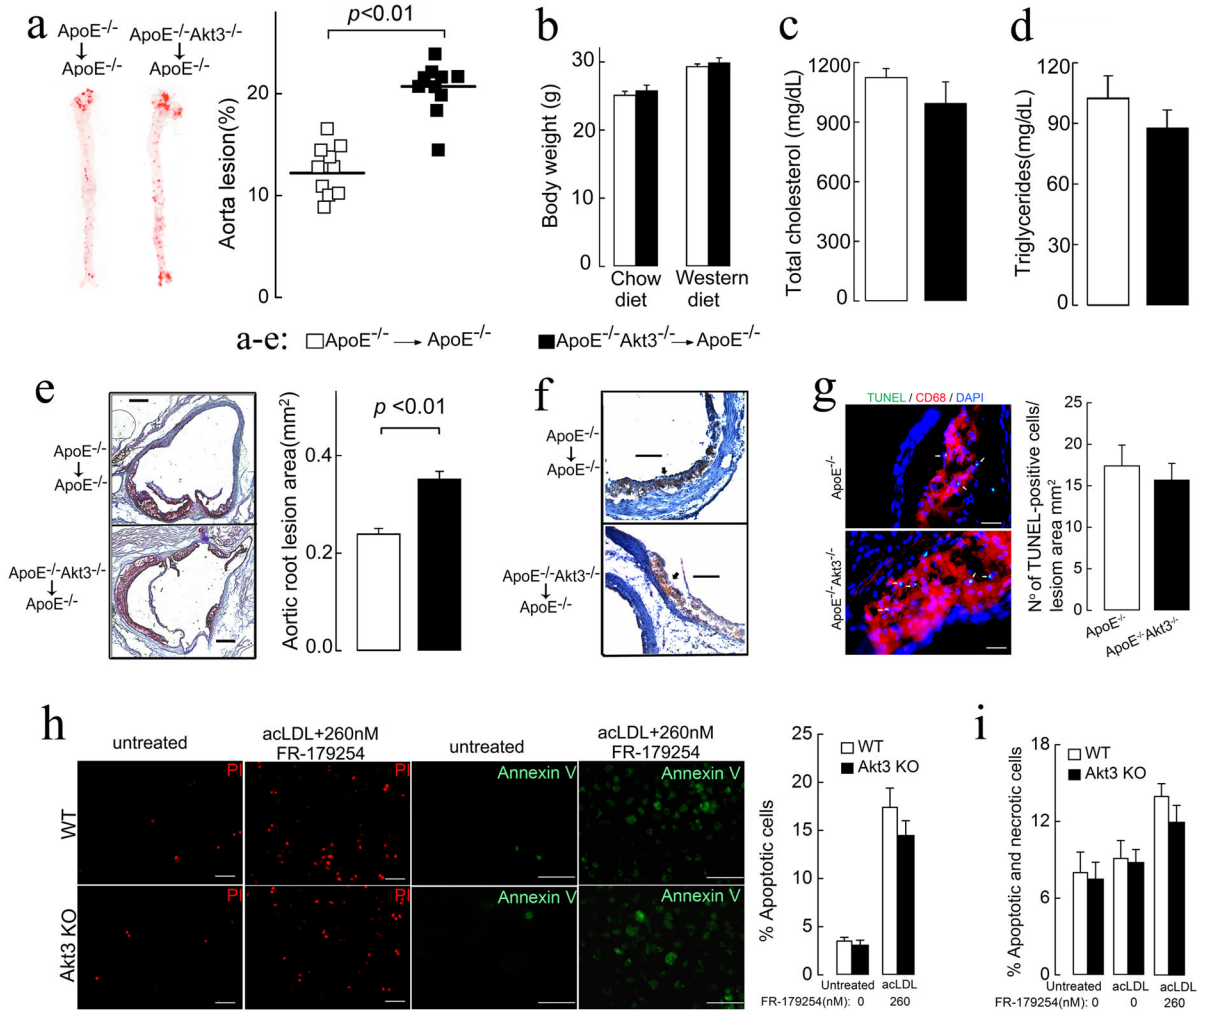 a
ApoE-/-
ApoE-/-
ApoE-/-Akt3-/-
ApoE-/-
Aorta lesion(%)
20
10
0
p<0.01
b
Body weight (g)
30
20
0
Chow diet
Western diet
c
Total cholesterol (mg/dL)
1200
900
600
300
0
d
Triglycerides(mg/dL)
120
90
60
30
0
a-e: ApoE-/- → ApoE-/-
ApoE-/-Akt3-/- → ApoE-/-
e
ApoE-/-
ApoE-/-
ApoE-/-Akt3-/-
ApoE-/-
Aortic root lesion area(mm2)
0.4
0.2
0.0
p <0.01
f
ApoE-/-
ApoE-/-
ApoE-/-Akt3-/-
ApoE-/-
g
TUNEL / CD68 / DAPI
ApoE-/-
ApoE-/-Akt3-/-
No of TUNEL-positive cells/
lesiom area mm2
25
20
15
10
5
0
ApoE-/-
ApoE-/-Akt3-/-
h
untreated
acLDL+260nM
FR-179254
untreated
acLDL+260nM
FR-179254
WT
PI
PI
Annexin V
Annexin V
Akt3 KO
PI
PI
Annexin V
Annexin V
% Apoptotic cells
25
20
15
10
5
0
WT
Akt3 KO
Untreated
acLDL
FR-179254(nM): 0
260
i
% Apoptotic and necrotic cells
18
12
6
0
WT
Akt3 KO
Untreated
acLDL
acLDL
FR-179254(nM): 0
0
260